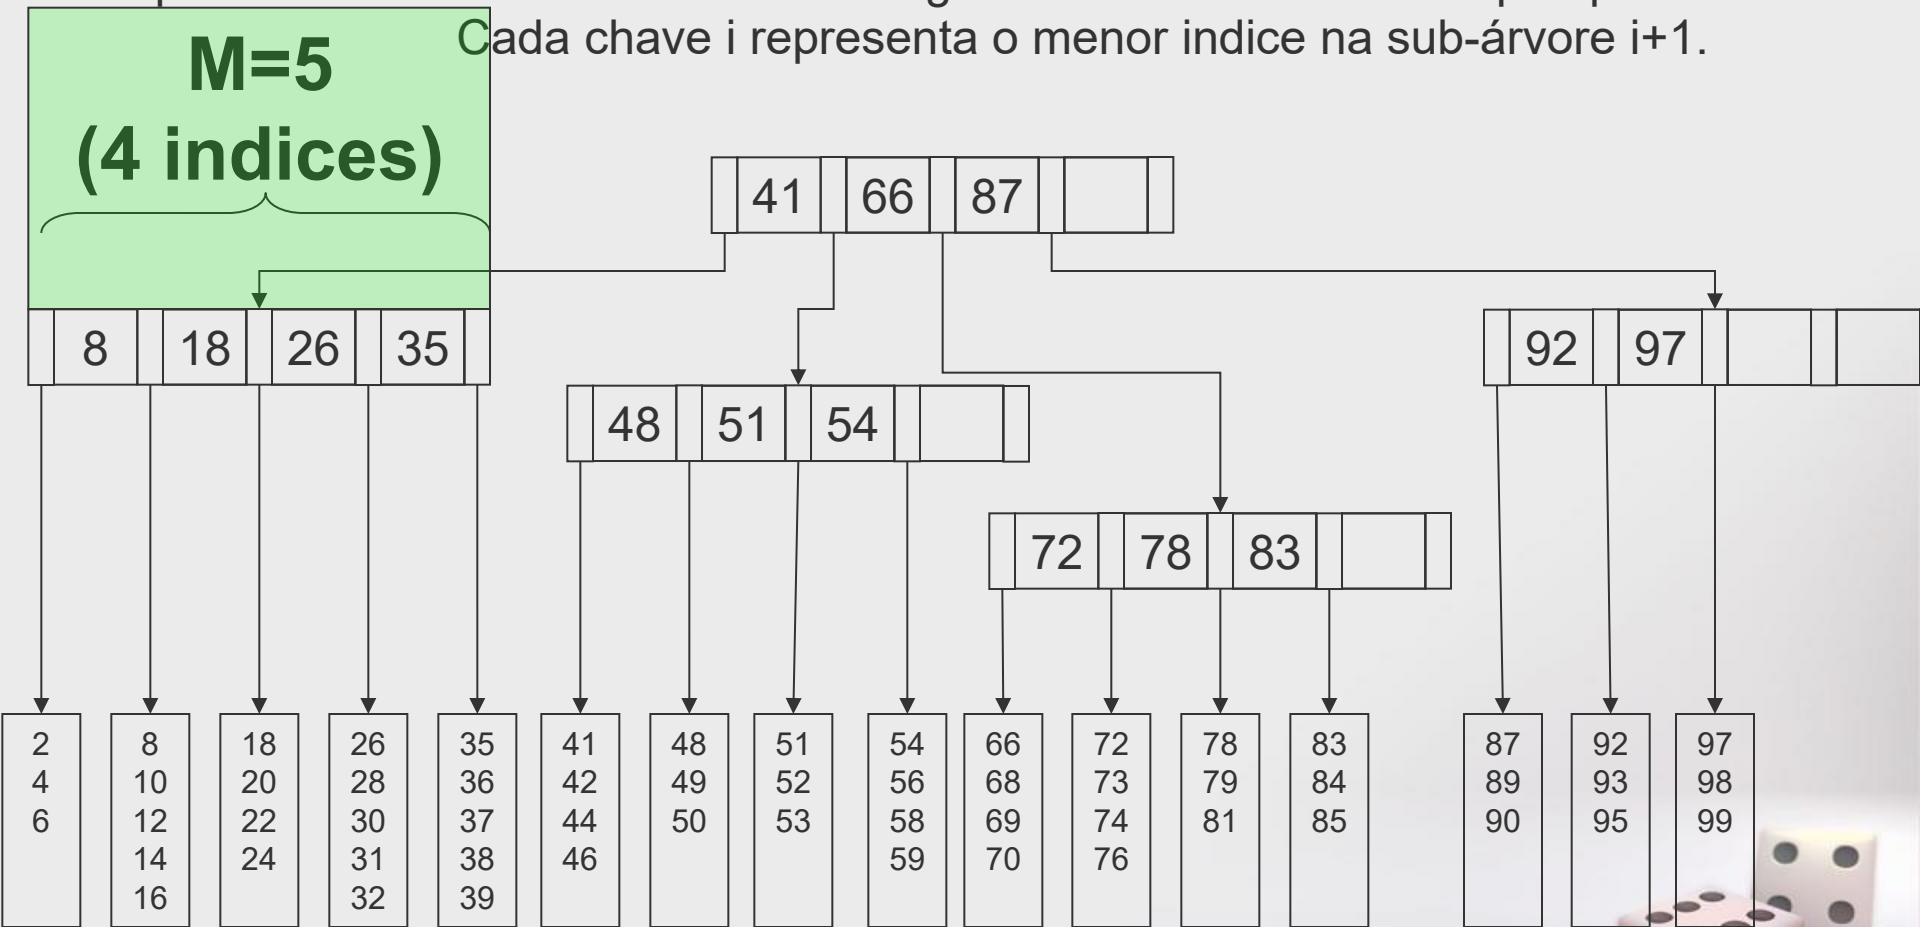 Cada chave i representa o menor indice na sub-árvore i+1.
M=5
(4 indices)
41 66 87
8 18 26 35
92 97
48 51 54
72 78 83
2 8 18 26 35 41 48 51 54 66 72 78 83 87 92 97
4 10 20 28 36 42 49 52 56 68 73 79 84 89 93 98
6 12 22 30 37 44 50 53 58 69 74 81 85 90 95 99
14 24 31 38 46 59 70 76
16 32 39